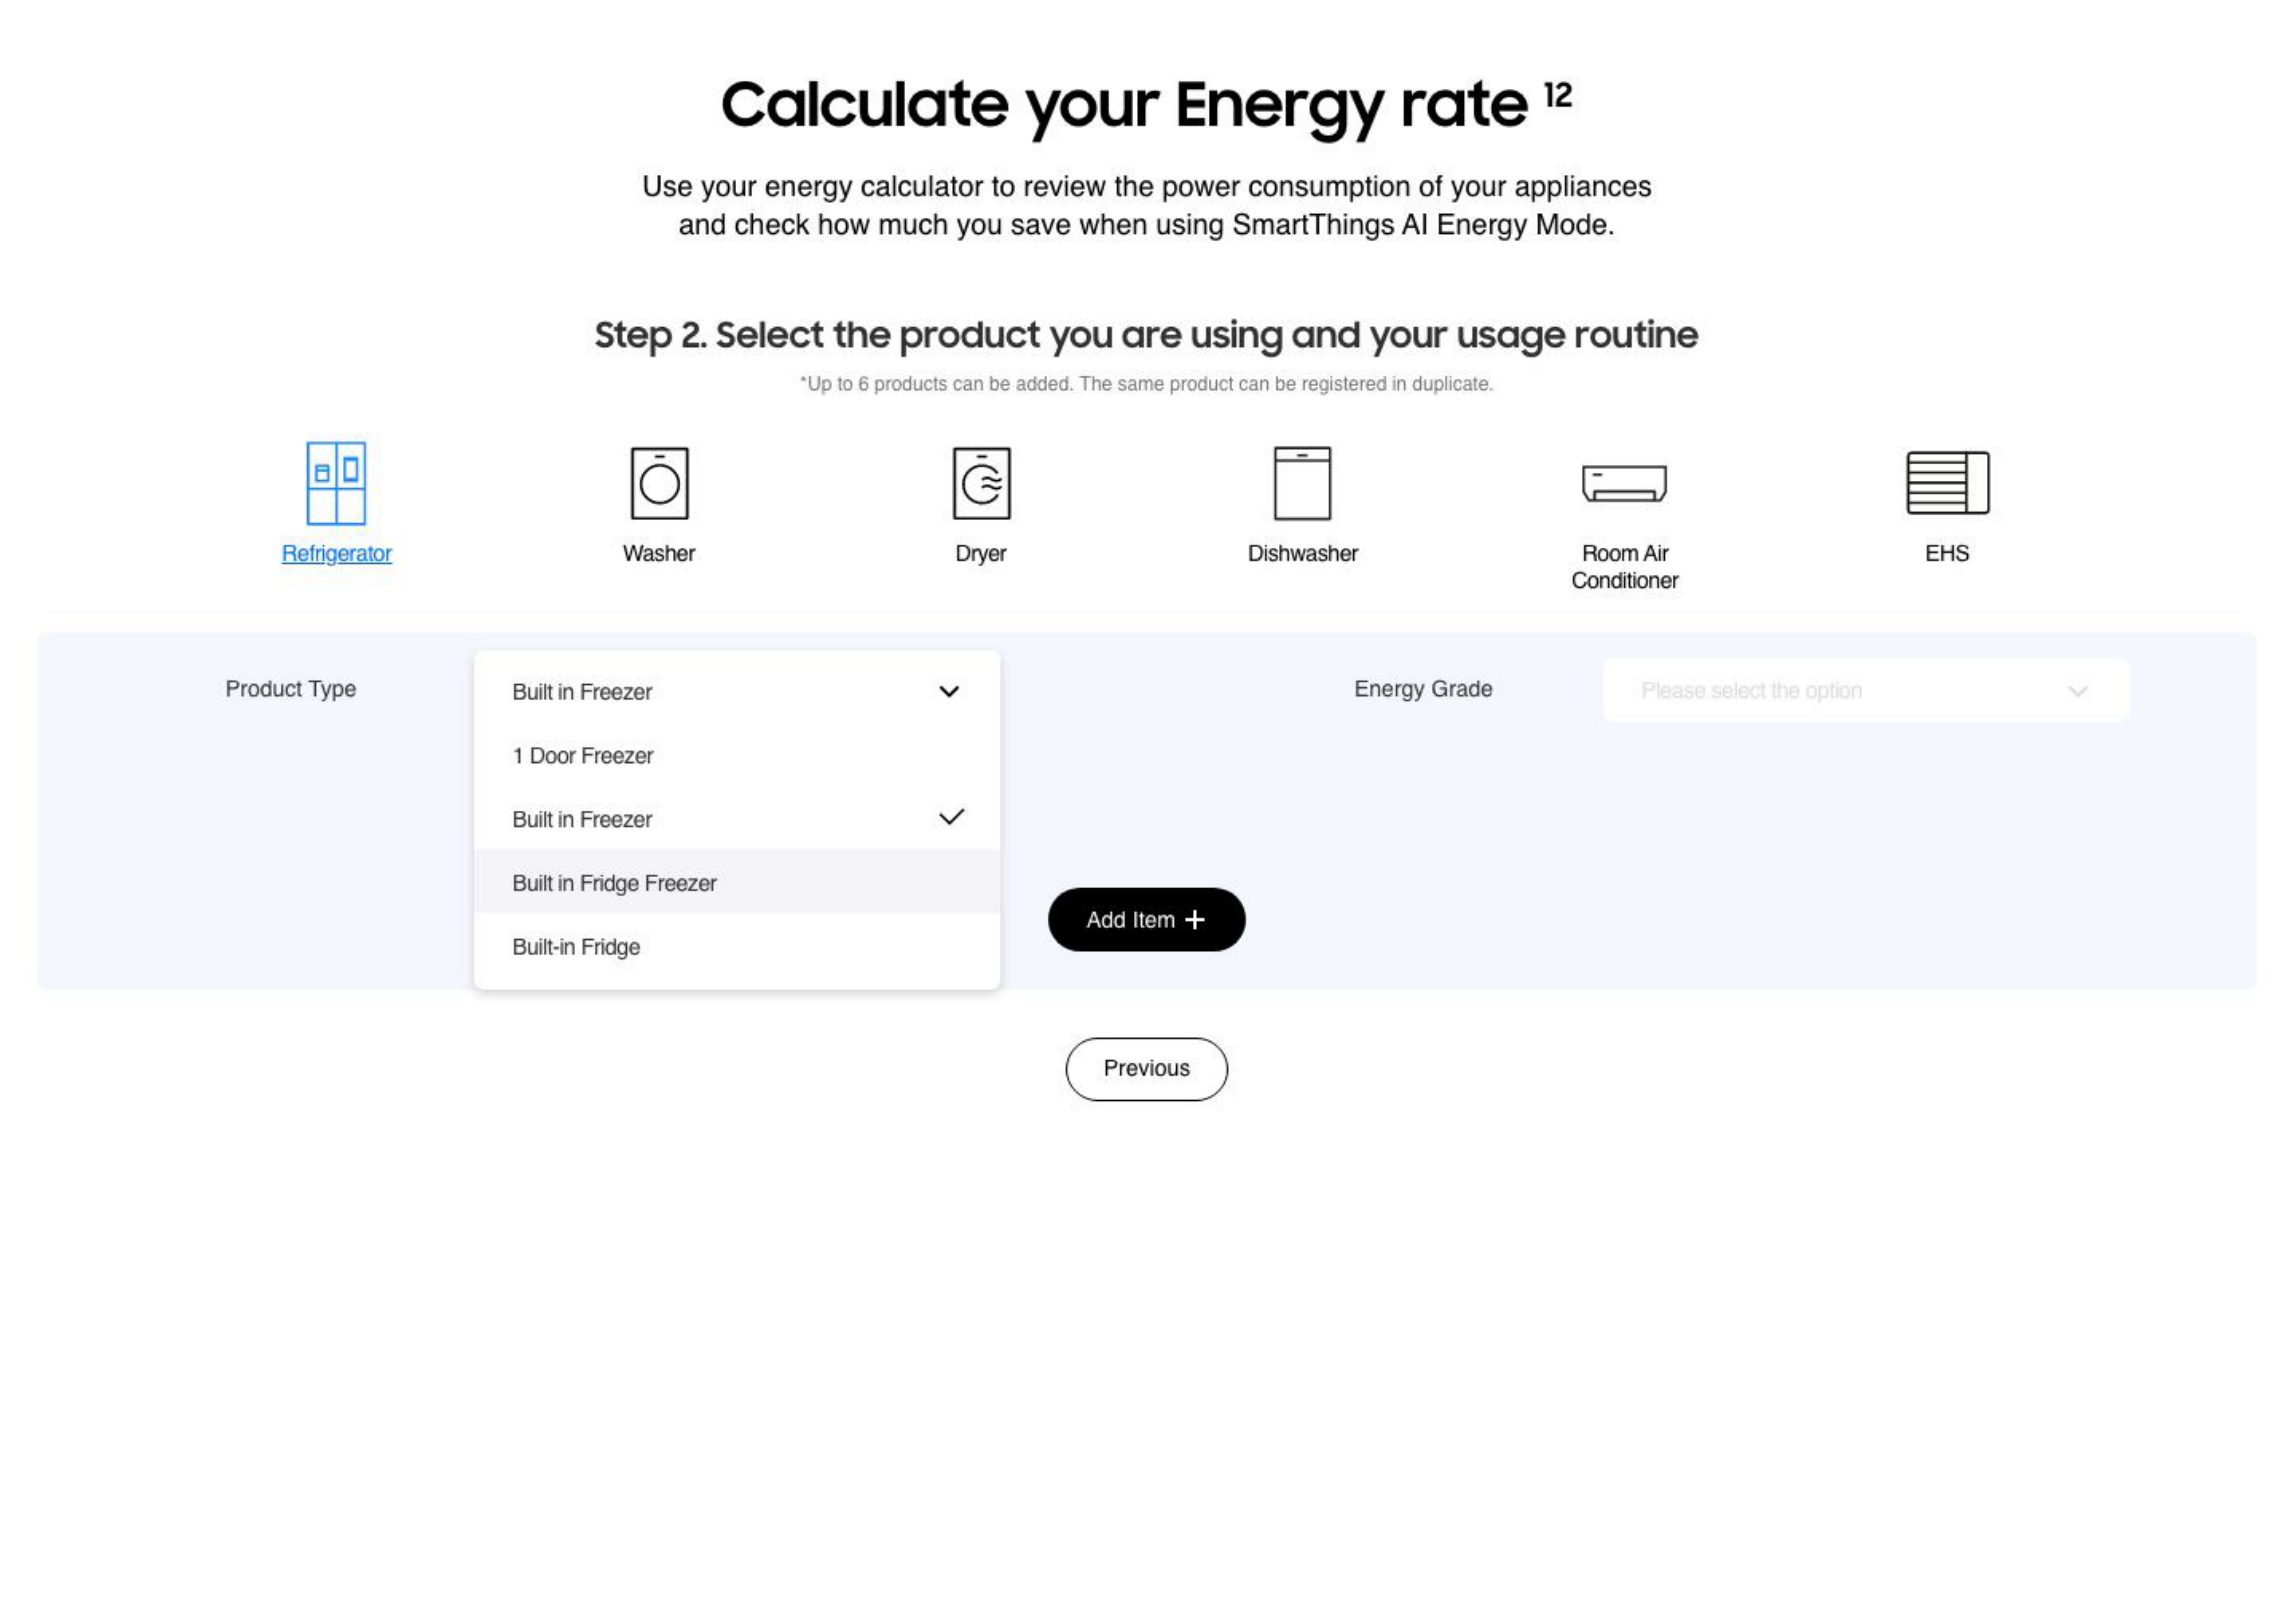 Calculate your Energy rate 12
Use your energy calculator to review the power consumption of your appliances
and check how much you save when using SmartThings AI Energy Mode.
Step 2. Select the product you are using and your usage routine
*Up to 6 products can be added. The same product can be registered in duplicate.
Refrigerator
Washer
Dryer
Dishwasher
Room Air
Conditioner
EHS
Product Type
Built in Freezer
1 Door Freezer
Built in Freezer
Built in Fridge Freezer
Built-in Fridge
Energy Grade
Please select the option
Add Item +
Previous